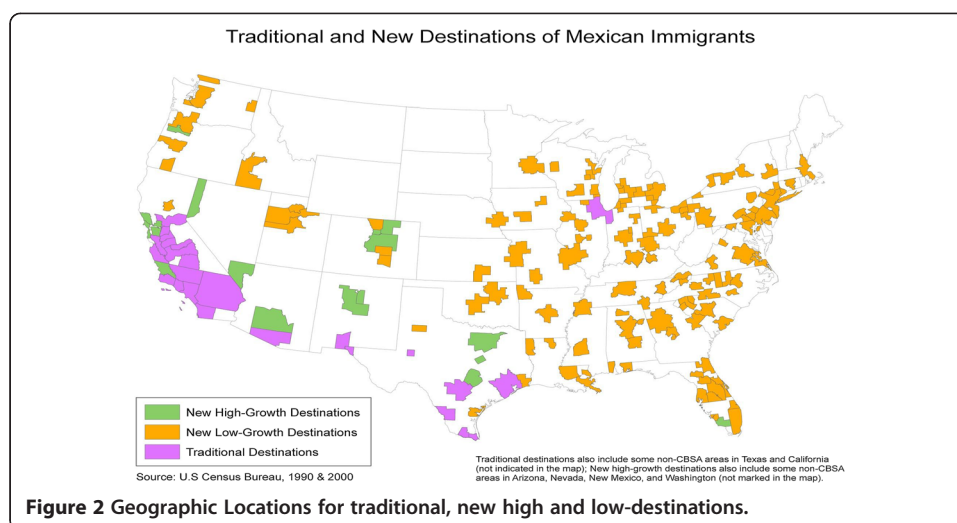 Traditional and New Destinations of Mexican Immigrants
New High-Growth Destinations
New Low-Growth Destinations
Traditional Destinations
Source: U.S Census Bureau, 1990 & 2000
Traditional destinations also include some non-CBSA areas in Texas and California
(not indicated in the map); New high-growth destinations also include some non-CBSA
areas in Arizona, Nevada, New Mexico, and Washington (not marked in the map).
Figure 2 Geographic Locations for traditional, new high and low-destinations.